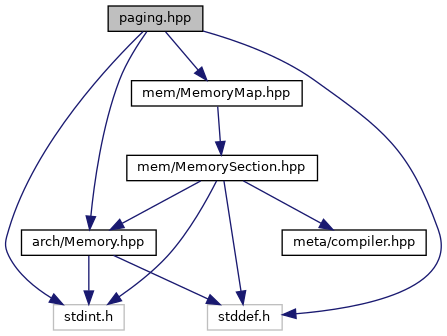 paging.hpp
mem/MemoryMap.hpp
mem/MemorySection.hpp
arch/Memory.hpp
meta/compiler.hpp
stdint.h
stddef.h